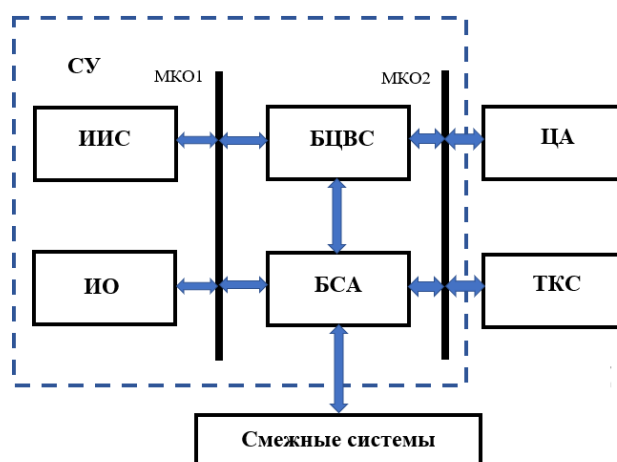 СУ
МКО1
МКО2
ИИС
БЦВС
ЦА
ИО
БСА
ТКС
Смежные системы